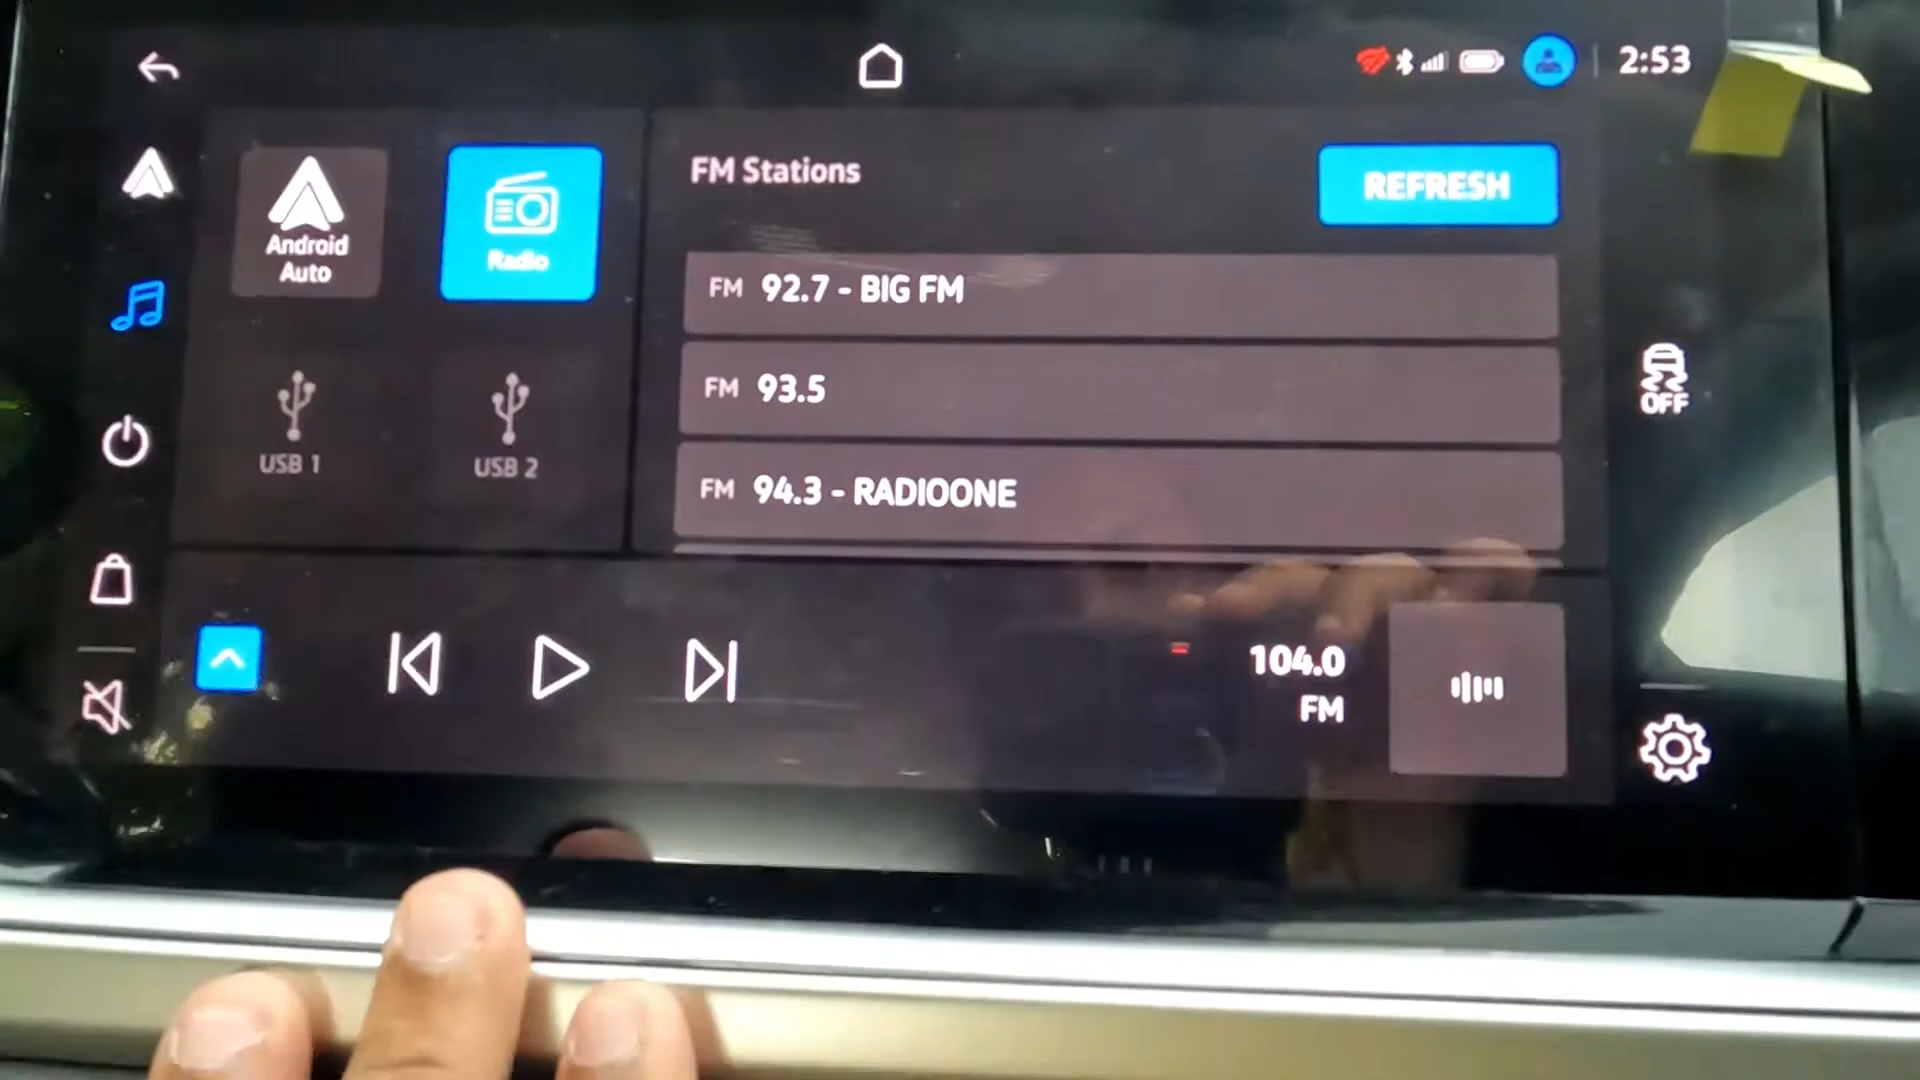 2:53
Android
Auto
Radio
USB 1
USB 2
FM Stations
REFRESH
FM 92.7 - BIG FM
FM 93.5
FM 94.3 - RADIOONE
OFF
104.0
FM